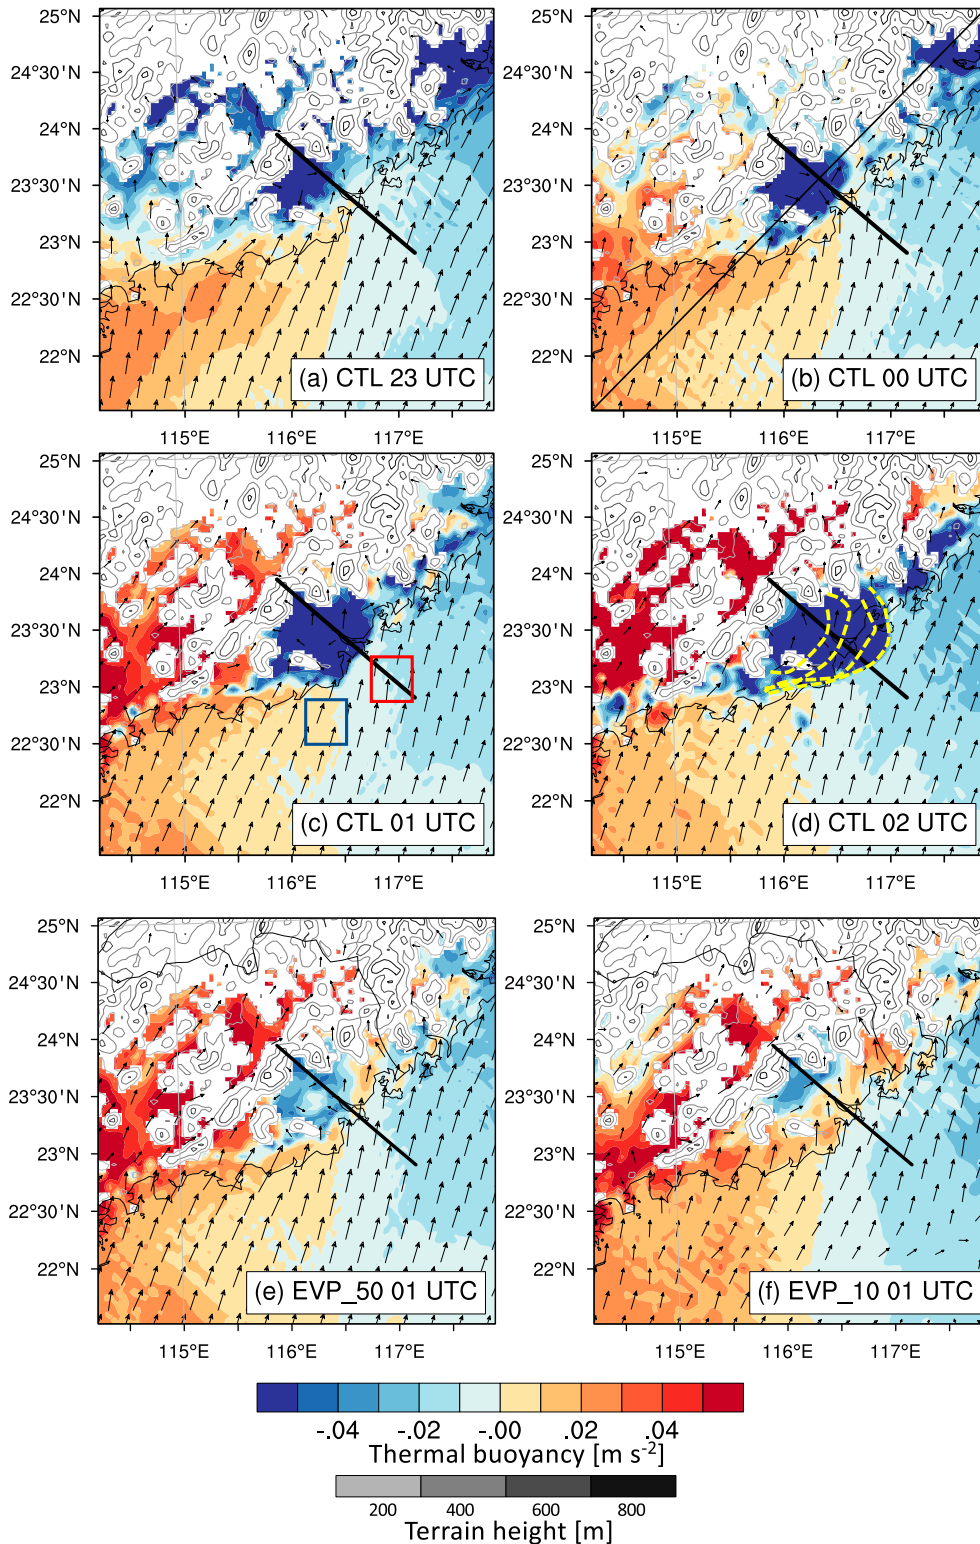 25°N
25°N
24°30'N
24°30'N
24°N
24°N
23°30'N
23°30'N
23°N
23°N
22°30'N
22°30'N
22°N
22°N
(a) CTL 23 UTC
(b) CTL 00 UTC
115°E 116°E 117°E
115°E 116°E 117°E
25°N
25°N
24°30'N
24°30'N
24°N
24°N
23°30'N
23°30'N
23°N
23°N
22°30'N
22°30'N
22°N
22°N
(c) CTL 01 UTC
(d) CTL 02 UTC
115°E 116°E 117°E
115°E 116°E 117°E
25°N
25°N
24°30'N
24°30'N
24°N
24°N
23°30'N
23°30'N
23°N
23°N
22°30'N
22°30'N
22°N
22°N
(e) EVP_50 01 UTC
(f) EVP_10 01 UTC
115°E 116°E 117°E
115°E 116°E 117°E
-.04 -.02 -.00 .02 .04
Thermal buoyancy [m s⁻²]
200 400 600 800
Terrain height [m]